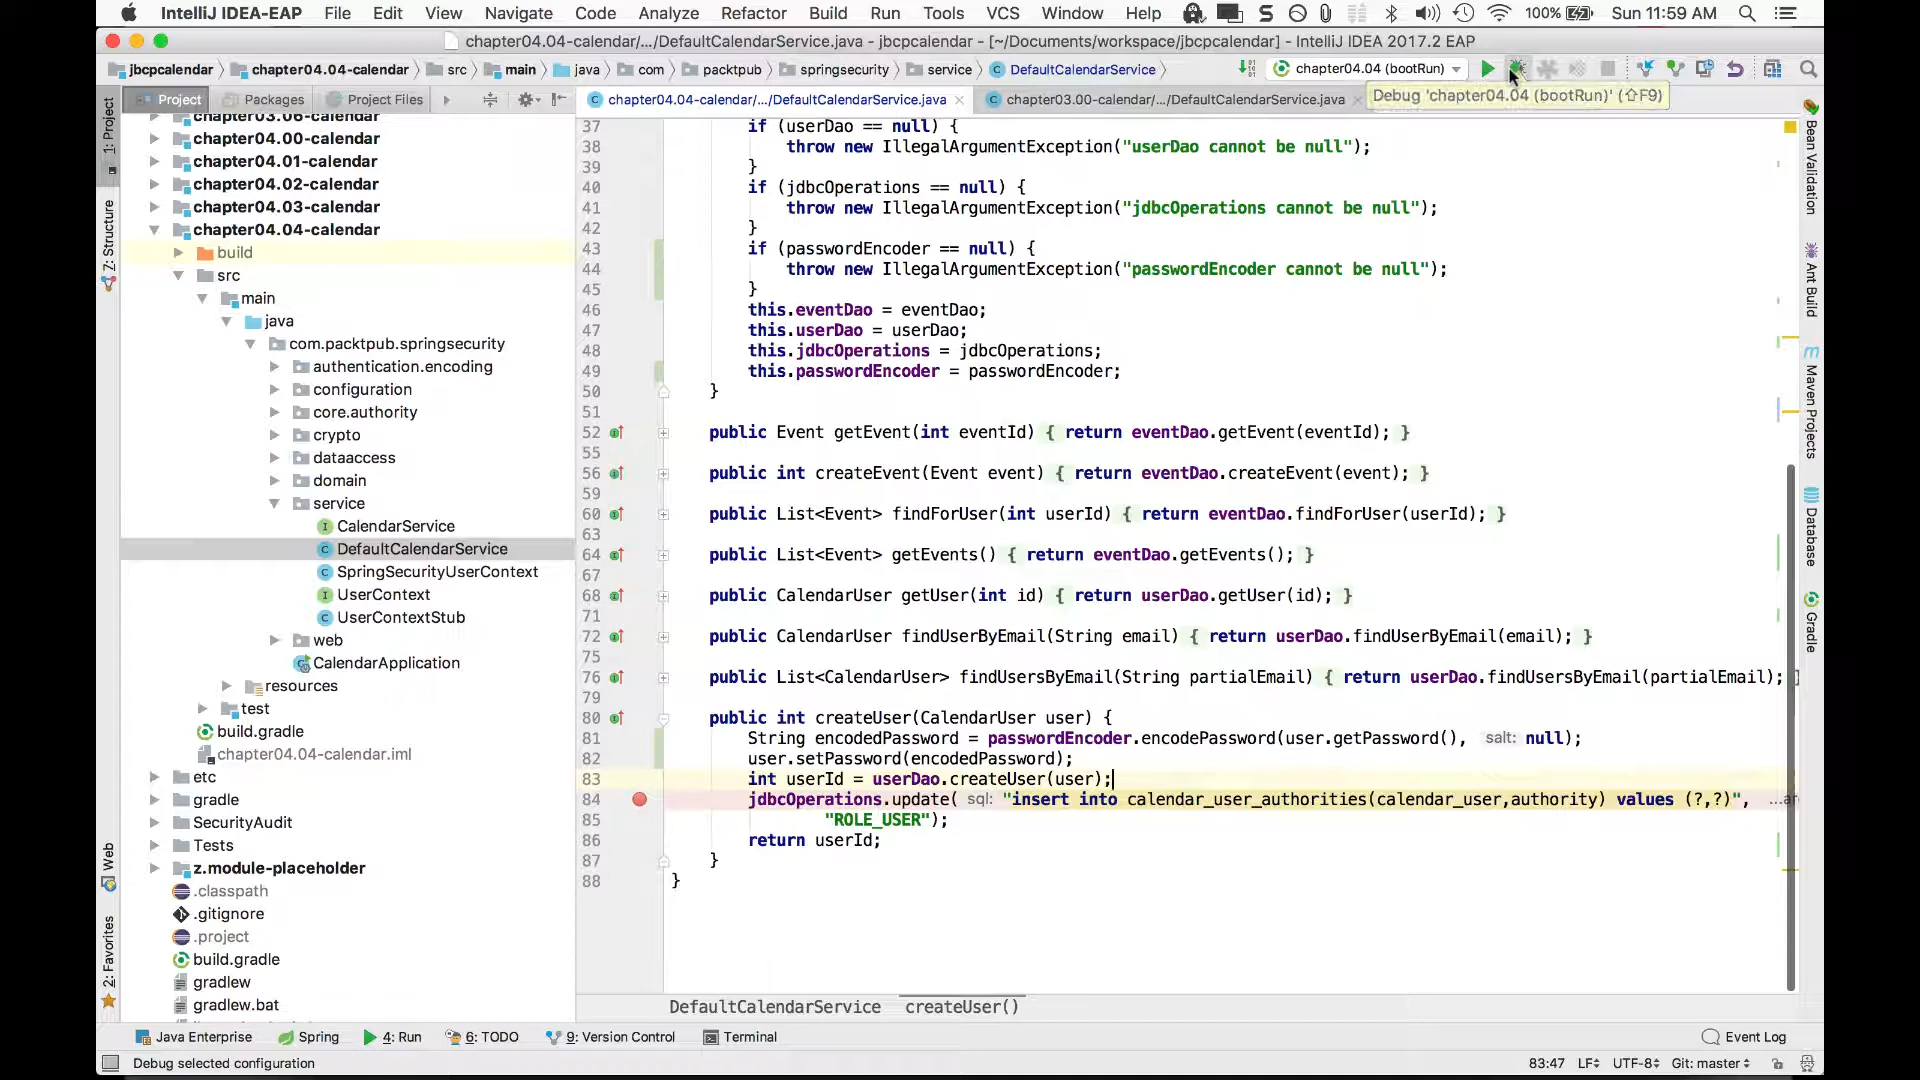 IntelliJ IDEA-EAP File Edit View Navigate Code Analyze Refactor Build Run Tools VCS Window Help 100% Sun 11:59 AM
chapter04.04-calendar/.../DefaultCalendarService.java - jbcpcalendar - [~/Documents/workspace/jbcpcalendar] - IntelliJ IDEA 2017.2 EAP
jbcpcalendar chapter04.04-calendar src main java com packtpub springsecurity service DefaultCalendarService chapter04.04 (bootRun)
Project Packages Project Files chapter04.04-calendar/.../DefaultCalendarService.java chapter03.00-calendar/.../DefaultCalendarService.java
Debug 'chapter04.04 (bootRun)' (⇧F9)
1: Project
Z: Structure
Web
2: Favorites
chapter03.06-calendar
chapter04.00-calendar
chapter04.01-calendar
chapter04.02-calendar
chapter04.03-calendar
chapter04.04-calendar
build
src
main
java
com.packtpub.springsecurity
authentication.encoding
configuration
core.authority
crypto
dataaccess
domain
service
CalendarService
DefaultCalendarService
SpringSecurityUserContext
UserContext
UserContextStub
web
CalendarApplication
resources
test
build.gradle
chapter04.04-calendar.iml
etc
gradle
SecurityAudit
Tests
z.module-placeholder
.classpath
.gitignore
.project
build.gradle
gradlew
gradlew.bat
37 if (userDao == null) {
38 throw new IllegalArgumentException("userDao cannot be null");
39 }
40 if (jdbcOperations == null) {
41 throw new IllegalArgumentException("jdbcOperations cannot be null");
42 }
43 if (passwordEncoder == null) {
44 throw new IllegalArgumentException("passwordEncoder cannot be null");
45 }
46 this.eventDao = eventDao;
47 this.userDao = userDao;
48 this.jdbcOperations = jdbcOperations;
49 this.passwordEncoder = passwordEncoder;
50 }
51
52 public Event getEvent(int eventId) { return eventDao.getEvent(eventId); }
55
56 public int createEvent(Event event) { return eventDao.createEvent(event); }
59
60 public List<Event> findForUser(int userId) { return eventDao.findForUser(userId); }
63
64 public List<Event> getEvents() { return eventDao.getEvents(); }
67
68 public CalendarUser getUser(int id) { return userDao.getUser(id); }
71
72 public CalendarUser findUserByEmail(String email) { return userDao.findUserByEmail(email); }
75
76 public List<CalendarUser> findUsersByEmail(String partialEmail) { return userDao.findUsersByEmail(partialEmail); }
79
80 public int createUser(CalendarUser user) {
81 String encodedPassword = passwordEncoder.encodePassword(user.getPassword(), salt: null);
82 user.setPassword(encodedPassword);
83 int userId = userDao.createUser(user);
84 jdbcOperations.update( sql: "insert into calendar_user_authorities(calendar_user,authority) values (?,?)", ...ar
85 "ROLE_USER");
86 return userId;
87 }
88 }
DefaultCalendarService createUser()
Bean Validation
Ant Build
Maven Projects
Database
Gradle
Java Enterprise Spring 4: Run 6: TODO 9: Version Control Terminal Event Log
Debug selected configuration 83:47 LF UTF-8 Git: master